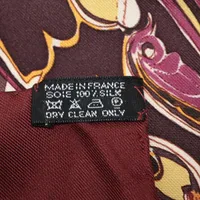 MADE IN FRANCE
SOIE 100% SILK
DRY CLEAN ONLY